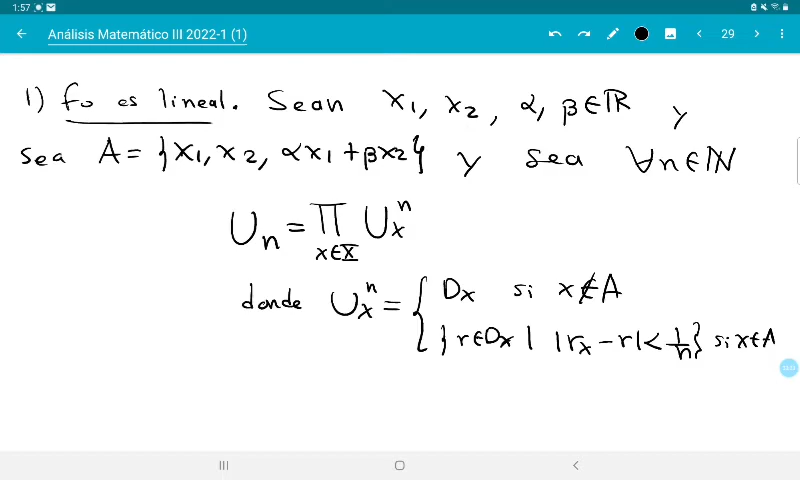 1:57
Análisis Matemático III 2022-1 (1)
29
1) f₀ es lineal. Sean x₁, x₂, α, β∈ℝ y
sea A = {x₁, x₂, αx₁+βx₂} y sea ∀n∈ℕ
Uₙ = ∏_{x∈X} Uₓⁿ
donde Uₓⁿ = { Dₓ si x∉A
{r∈Dₓ | |rₓ−r|< 1/n} si x∈A